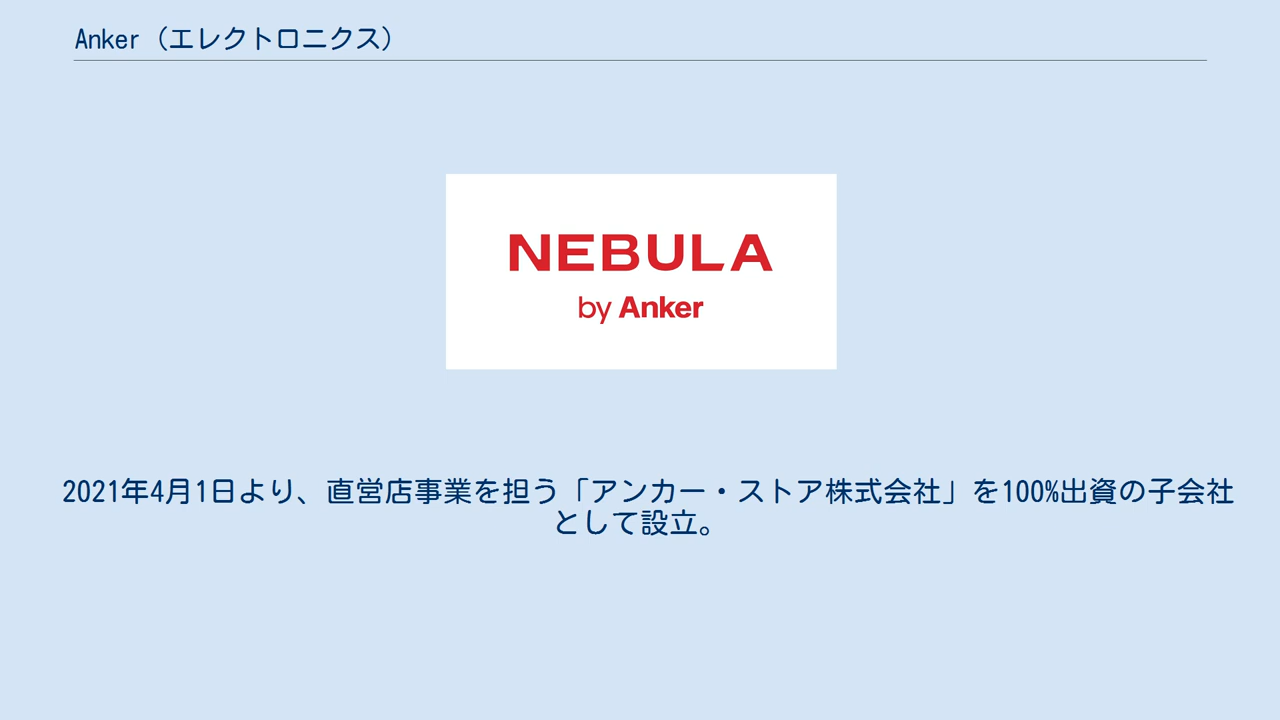 Anker（エレクトロニクス）
NEBULA
by Anker
2021年4月1日より、直営店事業を担う「アンカー・ストア株式会社」を100%出資の子会社
として設立。